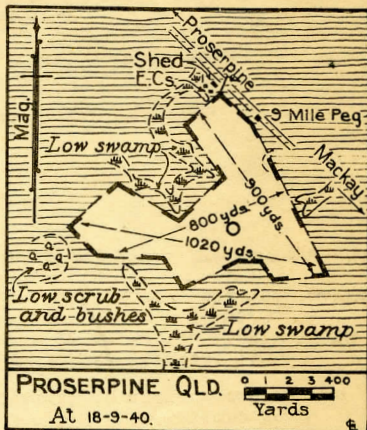 Proserpine
Shed
E.Cs.
9 Mile Peg
Mag.
Low swamp
Mackay
900 yds.
800 yds.
1020 yds.
Low scrub
and bushes
Low swamp
PROSERPINE QLD.
0 2 3 400
Yards
At 18-9-40.